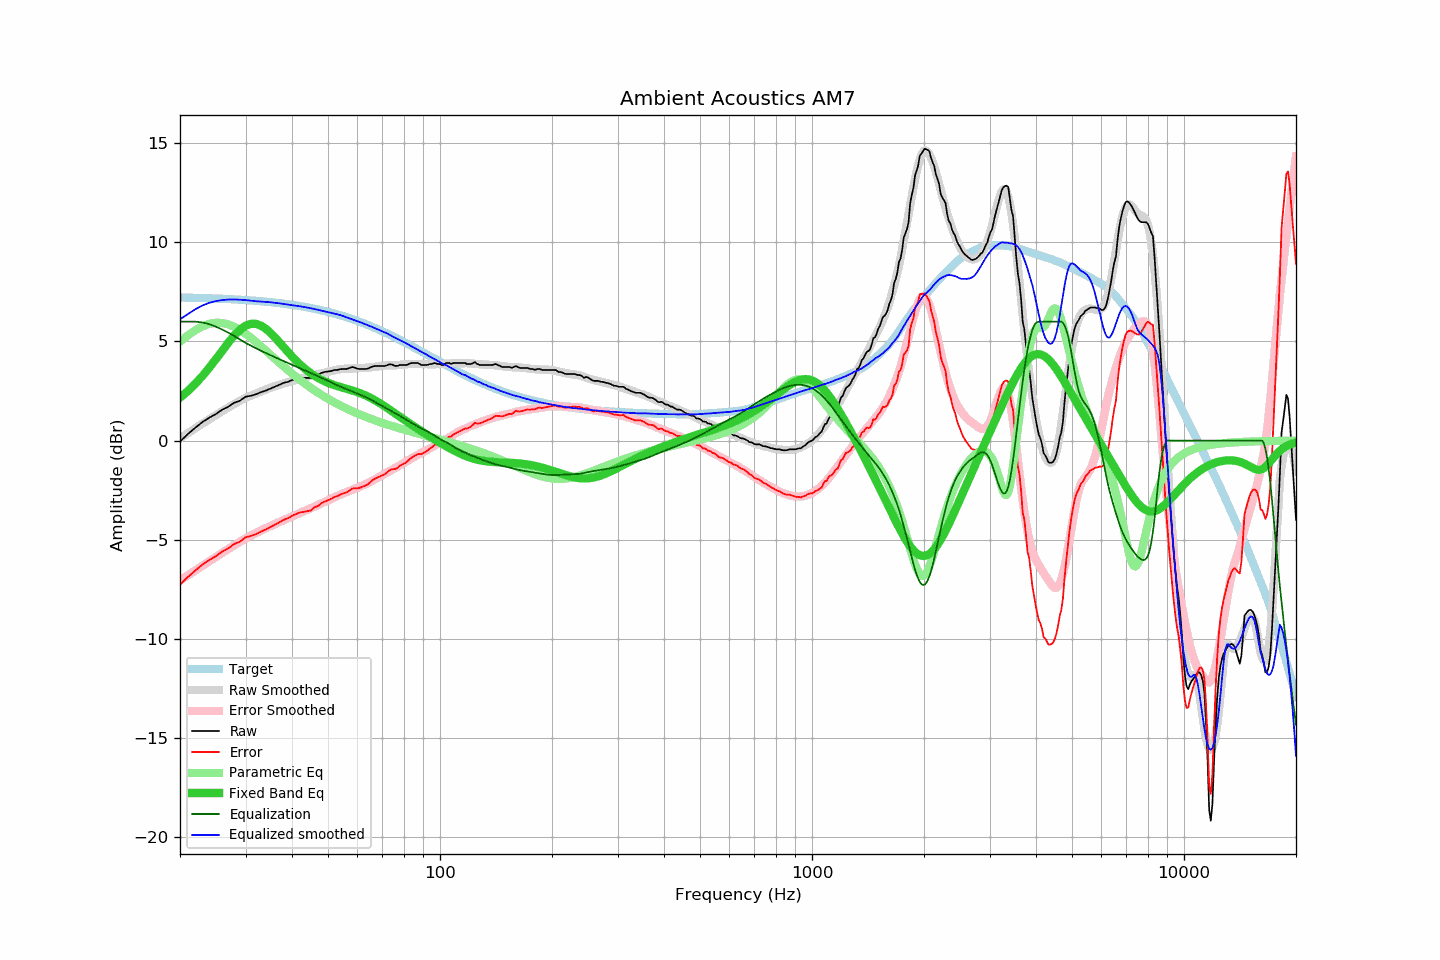 Ambient Acoustics AM7
15
10
5
0
−5
−10
−15
−20
Amplitude (dBr)
Target
Raw Smoothed
Error Smoothed
Raw
Error
Parametric Eq
Fixed Band Eq
Equalization
Equalized smoothed
100 1000 10000
Frequency (Hz)